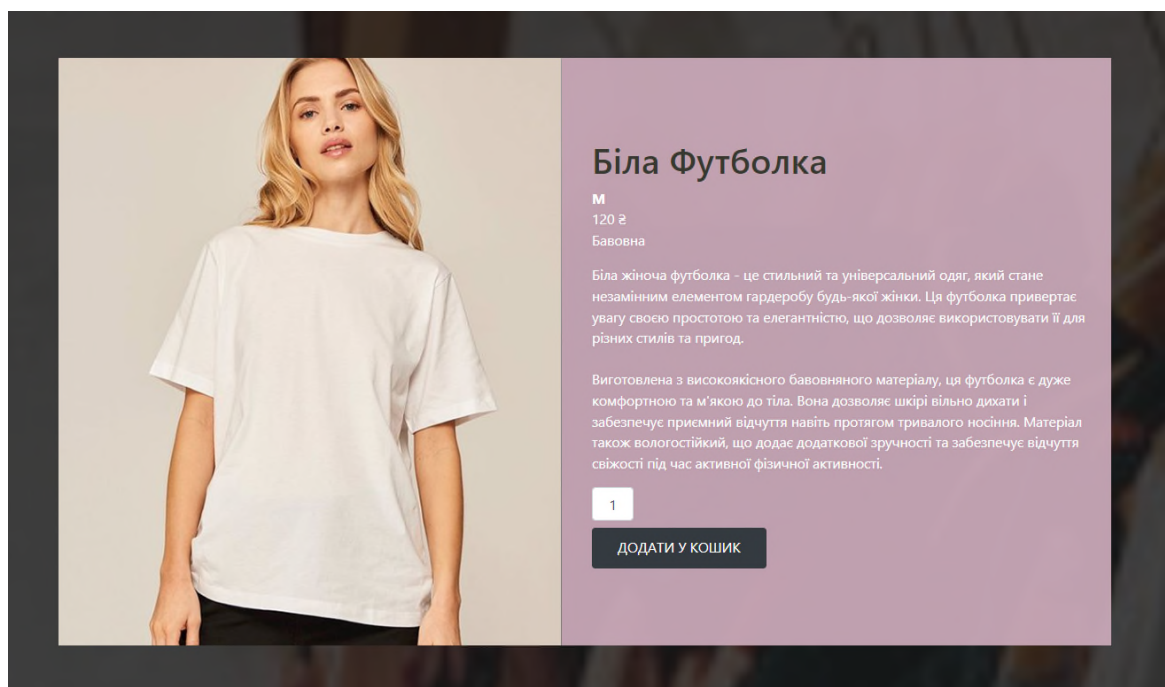 Біла Футболка
М
120 ₴
Бавовна
Біла жіноча футболка - це стильний та універсальний одяг, який стане
незамінним елементом гардеробу будь-якої жінки. Ця футболка привертає
увагу своєю простотою та елегантністю, що дозволяє використовувати її для
різних стилів та пригод.
Виготовлена з високоякісного бавовняного матеріалу, ця футболка є дуже
комфортною та м'якою до тіла. Вона дозволяє шкірі вільно дихати і
забезпечує приємний відчуття навіть протягом тривалого носіння. Матеріал
також вологостійкий, що додає додаткової зручності та забезпечує відчуття
свіжості під час активної фізичної активності.
1
ДОДАТИ У КОШИК